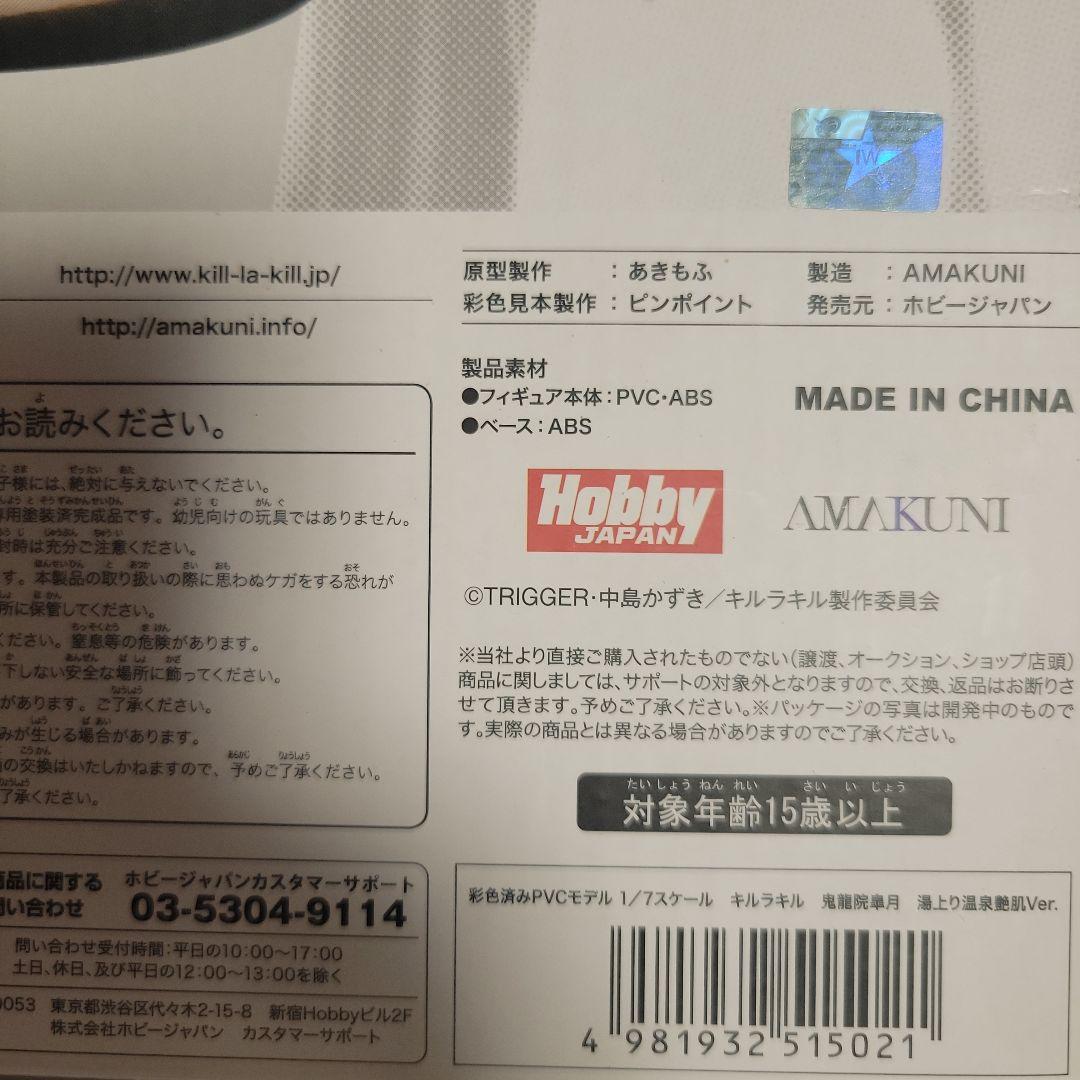 IW
http://www.kill-la-kill.jp/
http://amakuni.info/
原型製作 : あきもふ
彩色見本製作 : ピンポイント
製造 : AMAKUNI
発売元 : ホビージャパン
製品素材
●フィギュア本体:PVC・ABS
●ベース:ABS
MADE IN CHINA
Hobby
JAPAN
AMAKUNI
©TRIGGER・中島かずき/キルラキル製作委員会
※当社より直接ご購入されたものでない(譲渡、オークション、ショップ店頭)
商品に関しましては、サポートの対象外となりますので、交換、返品はお断りさ
せて頂きます。予めご了承ください。※パッケージの写真は開発中のもので
す。実際の商品とは異なる場合がありますのでご了承ください。
たいしょうねんれい さい いじょう
対象年齢15歳以上
お読みください。
子様には、絶対に与えないでください。
専用塗装済完成品です。幼児向けの玩具ではありません。
封時は充分ご注意ください。
す。本製品の取り扱いの際に思わぬケガをする恐れが
所に保管してください。
ください。窒息等の危険があります。
下しない安全な場所に飾ってください。
があります。ご了承ください。
みが生じる場合があります。
の交換はいたしかねますので、予めご了承ください。
了承ください。
商品に関する
問い合わせ
ホビージャパンカスタマーサポート
03-5304-9114
問い合わせ受付時間:平日の10:00〜17:00
土日、休日、及び平日の12:00〜13:00を除く
0053 東京都渋谷区代々木2-15-8 新宿Hobbyビル2F
株式会社ホビージャパン カスタマーサポート
彩色済みPVCモデル 1/7スケール キルラキル 鬼龍院皐月 湯上り温泉艶肌Ver.
4 981932 515021